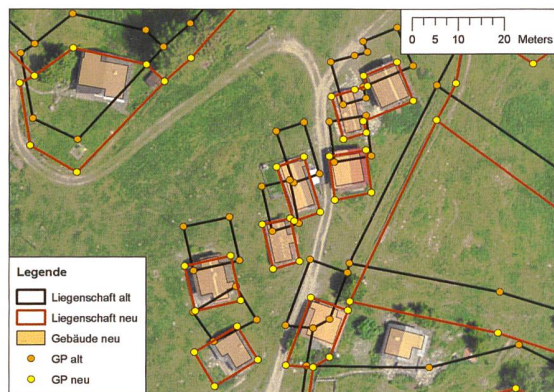 0 5 10 20 Meters
Legende
Liegenschaft alt
Liegenschaft neu
Gebäude neu
GP alt
GP neu